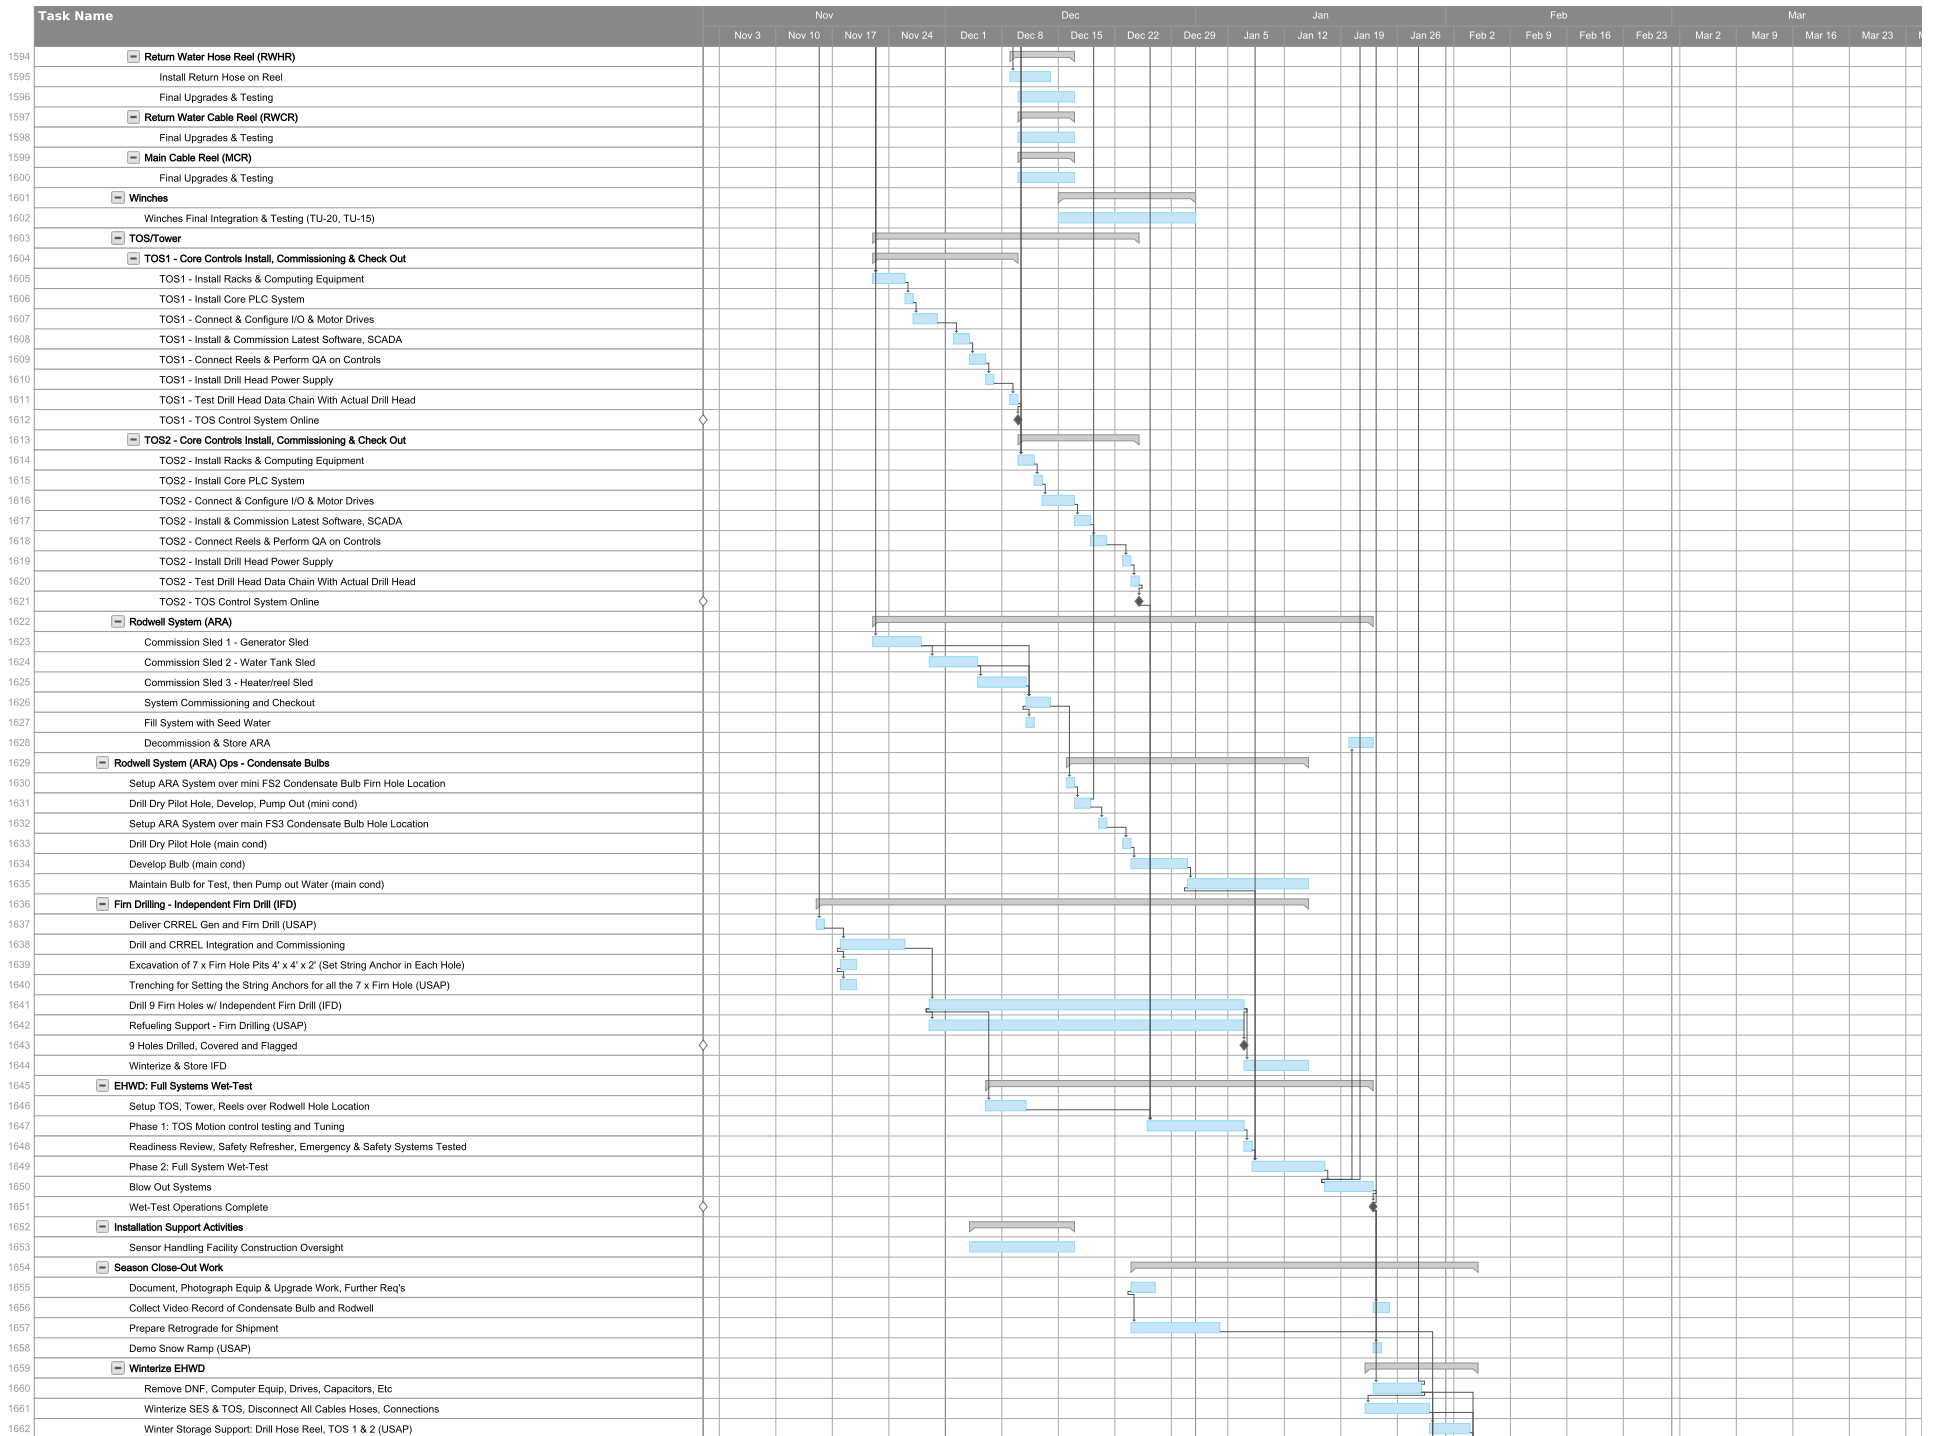 Task Name
Nov Dec Jan Feb Mar
Nov 3 Nov 10 Nov 17 Nov 24 Dec 1 Dec 8 Dec 15 Dec 22 Dec 29 Jan 5 Jan 12 Jan 19 Jan 26 Feb 2 Feb 9 Feb 16 Feb 23 Mar 2 Mar 9 Mar 16 Mar 23
1594 Return Water Hose Reel (RWHR)
1595 Install Return Hose on Reel
1596 Final Upgrades & Testing
1597 Return Water Cable Reel (RWCR)
1598 Final Upgrades & Testing
1599 Main Cable Reel (MCR)
1600 Final Upgrades & Testing
1601 Winches
1602 Winches Final Integration & Testing (TU-20, TU-15)
1603 TOS/Tower
1604 TOS1 - Core Controls Install, Commissioning & Check Out
1605 TOS1 - Install Racks & Computing Equipment
1606 TOS1 - Install Core PLC System
1607 TOS1 - Connect & Configure I/O & Motor Drives
1608 TOS1 - Install & Commission Latest Software, SCADA
1609 TOS1 - Connect Reels & Perform QA on Controls
1610 TOS1 - Install Drill Head Power Supply
1611 TOS1 - Test Drill Head Data Chain With Actual Drill Head
1612 TOS1 - TOS Control System Online
1613 TOS2 - Core Controls Install, Commissioning & Check Out
1614 TOS2 - Install Racks & Computing Equipment
1615 TOS2 - Install Core PLC System
1616 TOS2 - Connect & Configure I/O & Motor Drives
1617 TOS2 - Install & Commission Latest Software, SCADA
1618 TOS2 - Connect Reels & Perform QA on Controls
1619 TOS2 - Install Drill Head Power Supply
1620 TOS2 - Test Drill Head Data Chain With Actual Drill Head
1621 TOS2 - TOS Control System Online
1622 Rodwell System (ARA)
1623 Commission Sled 1 - Generator Sled
1624 Commission Sled 2 - Water Tank Sled
1625 Commission Sled 3 - Heater/reel Sled
1626 System Commissioning and Checkout
1627 Fill System with Seed Water
1628 Decommission & Store ARA
1629 Rodwell System (ARA) Ops - Condensate Bulbs
1630 Setup ARA System over mini FS2 Condensate Bulb Firn Hole Location
1631 Drill Dry Pilot Hole, Develop, Pump Out (mini cond)
1632 Setup ARA System over main FS3 Condensate Bulb Hole Location
1633 Drill Dry Pilot Hole (main cond)
1634 Develop Bulb (main cond)
1635 Maintain Bulb for Test, then Pump out Water (main cond)
1636 Firn Drilling - Independent Firn Drill (IFD)
1637 Deliver CRREL Gen and Firn Drill (USAP)
1638 Drill and CRREL Integration and Commissioning
1639 Excavation of 7 x Firn Hole Pits 4' x 4' x 2' (Set String Anchor in Each Hole)
1640 Trenching for Setting the String Anchors for all the 7 x Firn Hole (USAP)
1641 Drill 9 Firn Holes w/ Independent Firn Drill (IFD)
1642 Refueling Support - Firn Drilling (USAP)
1643 9 Holes Drilled, Covered and Flagged
1644 Winterize & Store IFD
1645 EHWD: Full Systems Wet-Test
1646 Setup TOS, Tower, Reels over Rodwell Hole Location
1647 Phase 1: TOS Motion control testing and Tuning
1648 Readiness Review, Safety Refresher, Emergency & Safety Systems Tested
1649 Phase 2: Full System Wet-Test
1650 Blow Out Systems
1651 Wet-Test Operations Complete
1652 Installation Support Activities
1653 Sensor Handling Facility Construction Oversight
1654 Season Close-Out Work
1655 Document, Photograph Equip & Upgrade Work, Further Req's
1656 Collect Video Record of Condensate Bulb and Rodwell
1657 Prepare Retrograde for Shipment
1658 Demo Snow Ramp (USAP)
1659 Winterize EHWD
1660 Remove DNF, Computer Equip, Drives, Capacitors, Etc
1661 Winterize SES & TOS, Disconnect All Cables Hoses, Connections
1662 Winter Storage Support: Drill Hose Reel, TOS 1 & 2 (USAP)